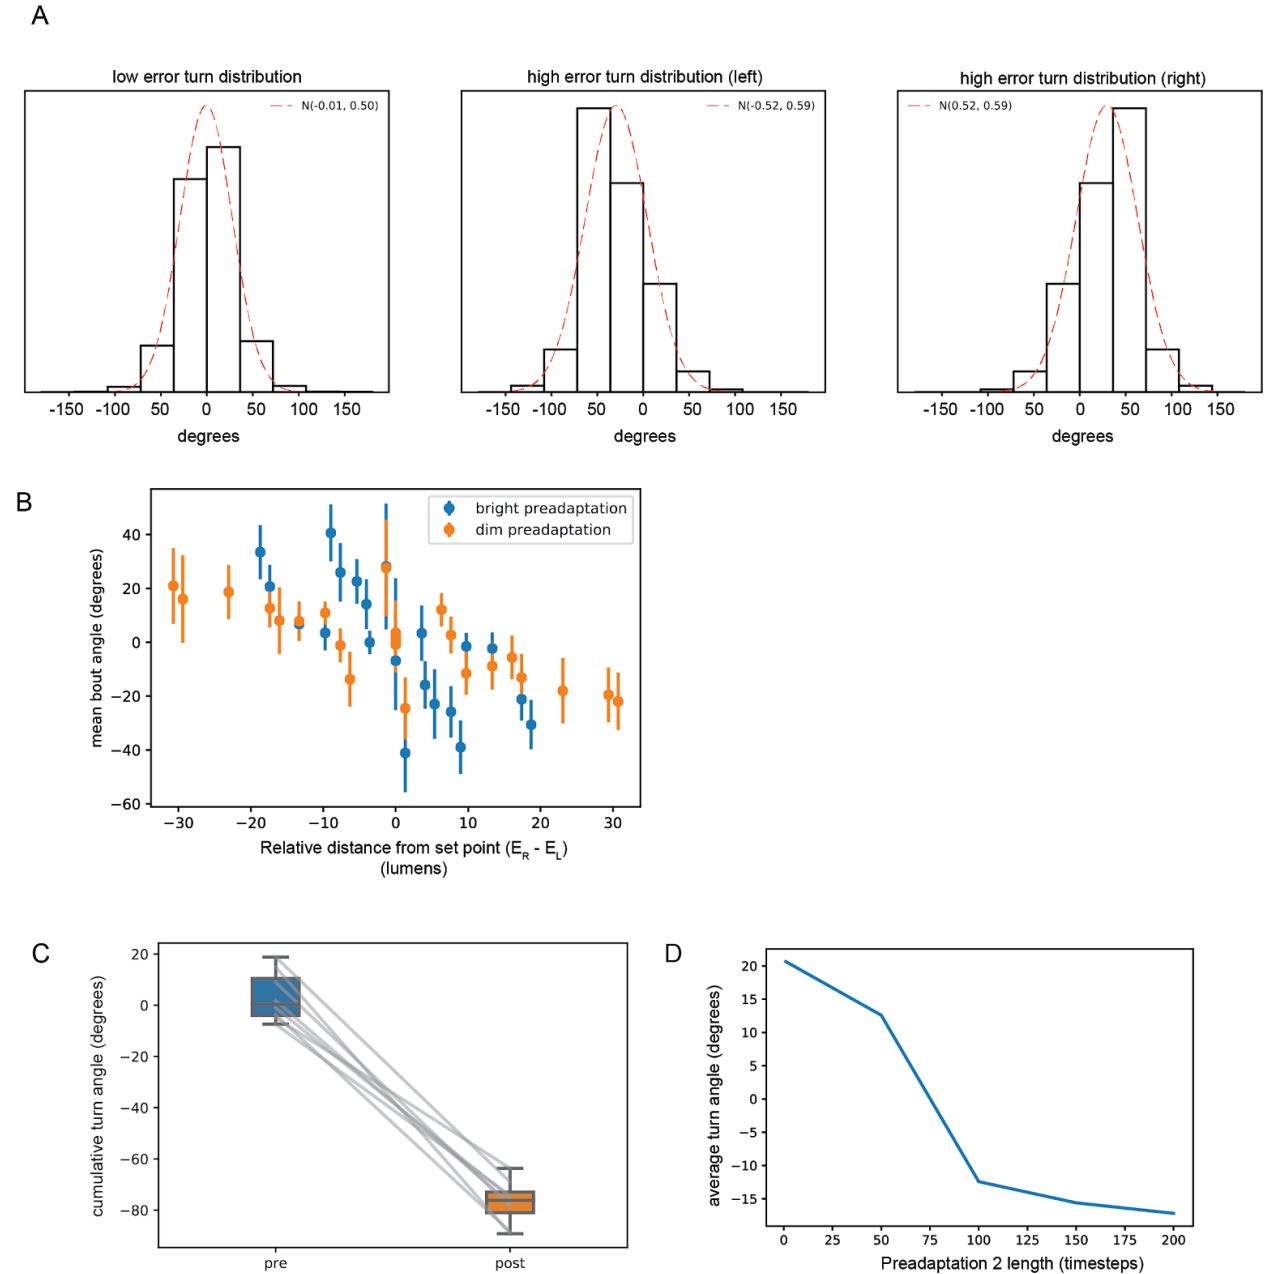 A
low error turn distribution
N(-0.01, 0.50)
-150 -100 50 0 50 100 150
degrees
high error turn distribution (left)
N(-0.52, 0.59)
-150 -100 50 0 50 100 150
degrees
high error turn distribution (right)
N(0.52, 0.59)
-150 -100 50 0 50 100 150
degrees
B
bright preadaptation
dim preadaptation
mean bout angle (degrees)
40
20
0
−20
−40
−60
−30 −20 −10 0 10 20 30
Relative distance from set point (E_R - E_L)
(lumens)
C
cumulative turn angle (degrees)
20
0
−20
−40
−60
−80
pre post
D
average turn angle (degrees)
20
15
10
5
0
−5
−10
−15
0 25 50 75 100 125 150 175 200
Preadaptation 2 length (timesteps)